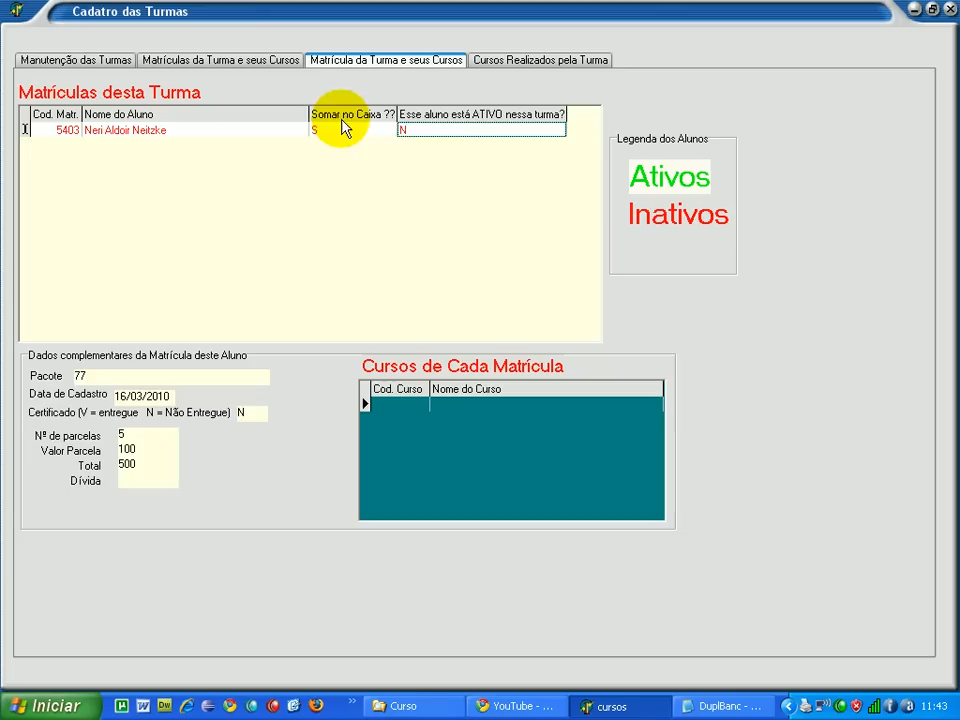 Cadatro das Turmas
Manutenção das Turmas
Matrículas da Turma e seus Cursos
Matrícula da Turma e seus Cursos
Cursos Realizados pela Turma
Matrículas desta Turma
Cod. Matr. Nome do Aluno Somar no Caixa ?? Esse aluno está ATIVO nessa turma?
5403 Neri Aldoir Neitzke S N
Legenda dos Alunos
Ativos
Inativos
Dados complementares da Matrícula deste Aluno
Pacote 77
Data de Cadastro 16/03/2010
Certificado (V = entregue N = Não Entregue) N
Nº de parcelas 5
Valor Parcela 100
Total 500
Dívida
Cursos de Cada Matrícula
Cod. Curso Nome do Curso
Iniciar
Curso
YouTube - ...
cursos
DuplBanc - ...
11:43